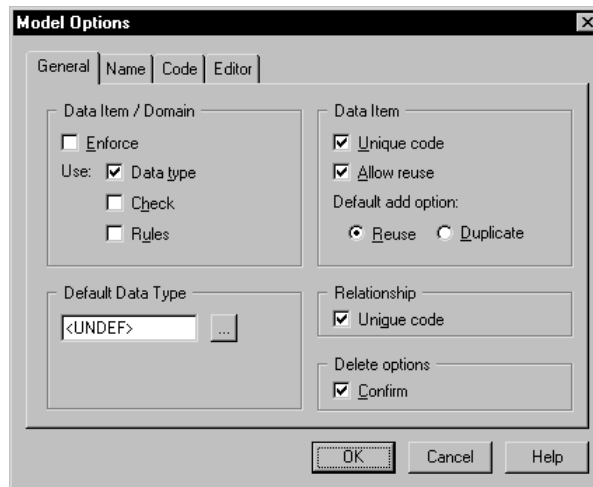 Model Options
General Name Code Editor
Data Item / Domain
Enforce
Use: Data type
Check
Rules
Data Item
Unique code
Allow reuse
Default add option:
Reuse Duplicate
Default Data Type
<UNDEF> ...
Relationship
Unique code
Delete options
Confirm
OK Cancel Help